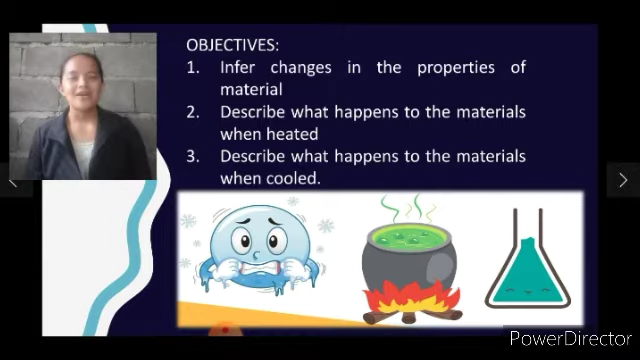 OBJECTIVES:
1. Infer changes in the properties of
material
2. Describe what happens to the materials
when heated
3. Describe what happens to the materials
when cooled.
PowerDirector